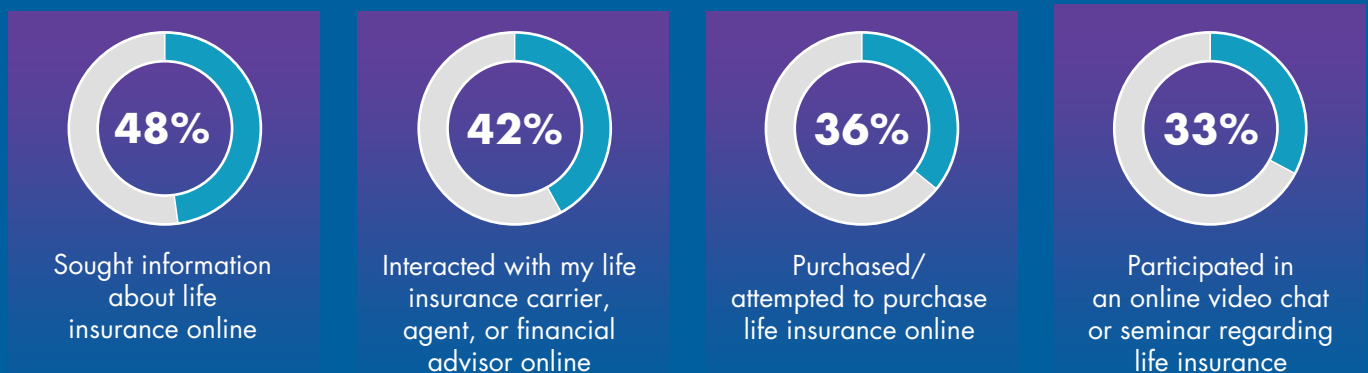 48%
Sought information
about life
insurance online
42%
Interacted with my life
insurance carrier,
agent, or financial
advisor online
36%
Purchased/
attempted to purchase
life insurance online
33%
Participated in
an online video chat
or seminar regarding
life insurance